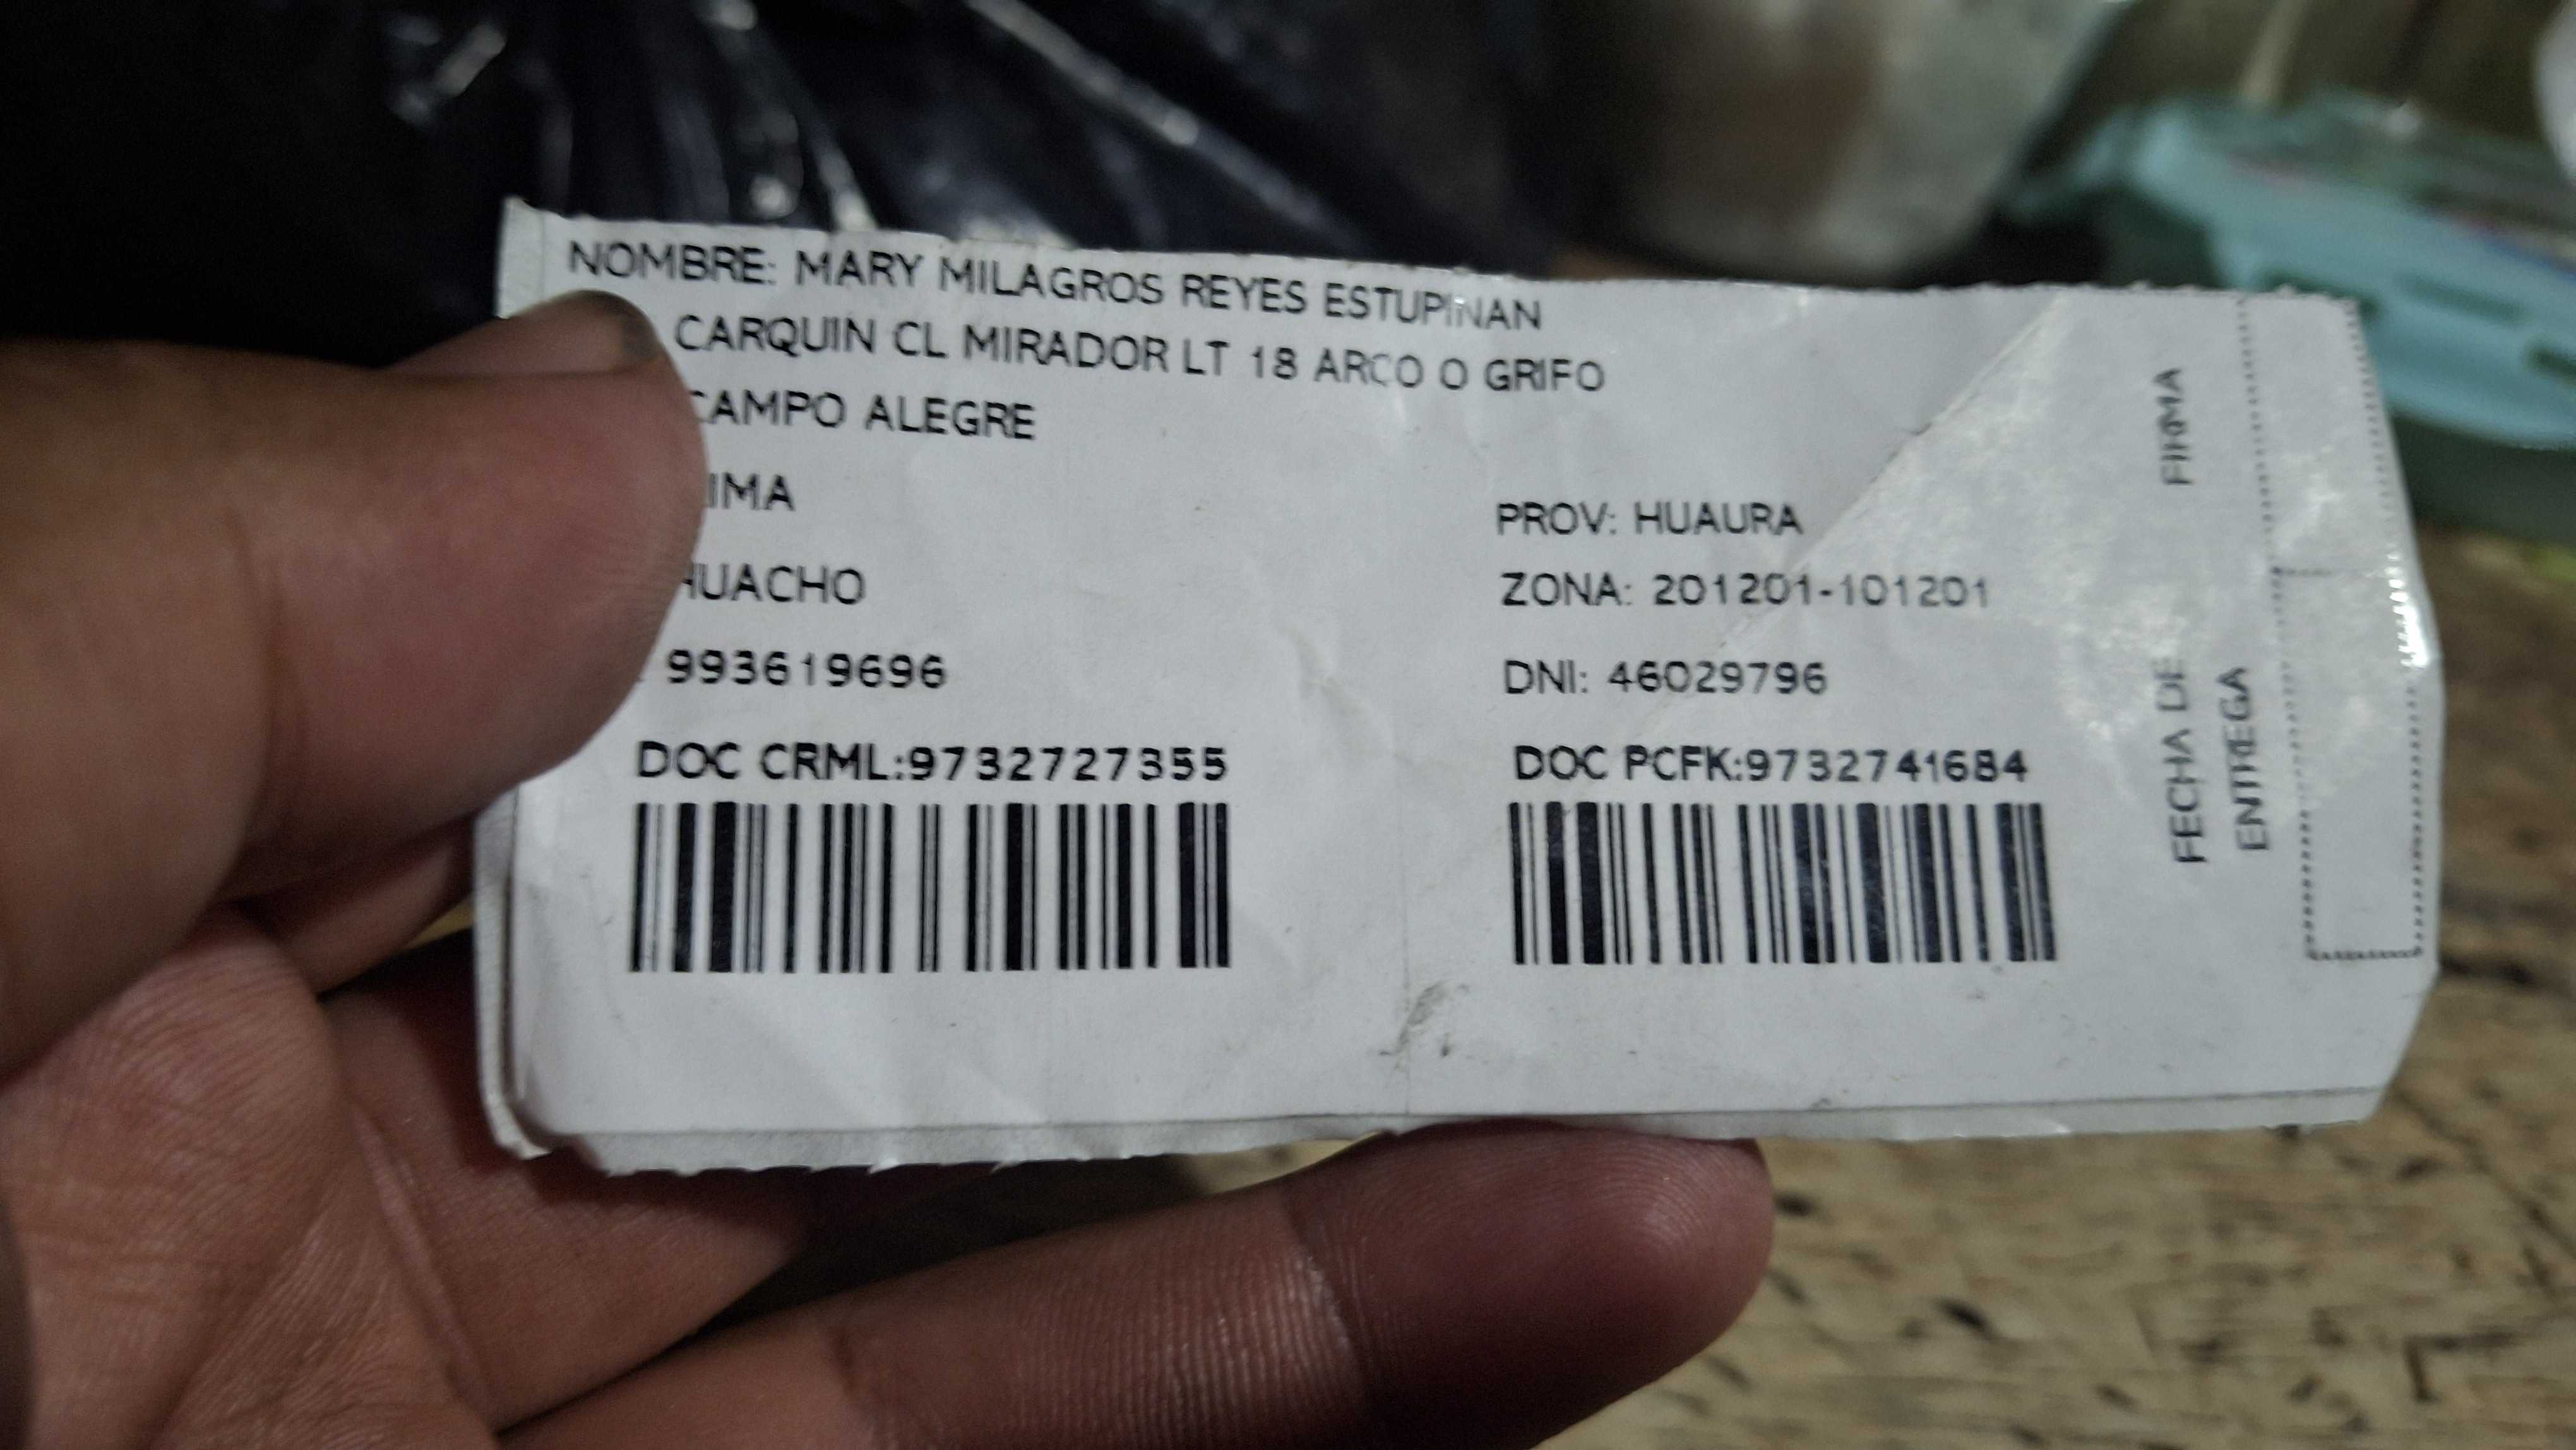 NOMBRE: MARY MILAGROS REYES ESTUPINAN
CARQUIN CL MIRADOR LT 18 ARCO O GRIFO
CAMPO ALEGRE
IMA
PROV: HUAURA
HUACHO
ZONA: 201201-101201
993619696
DNI: 46029796
DOC CRML:9732727355
DOC PCFK:9732741684
FIRMA
FECHA DE
ENTREGA